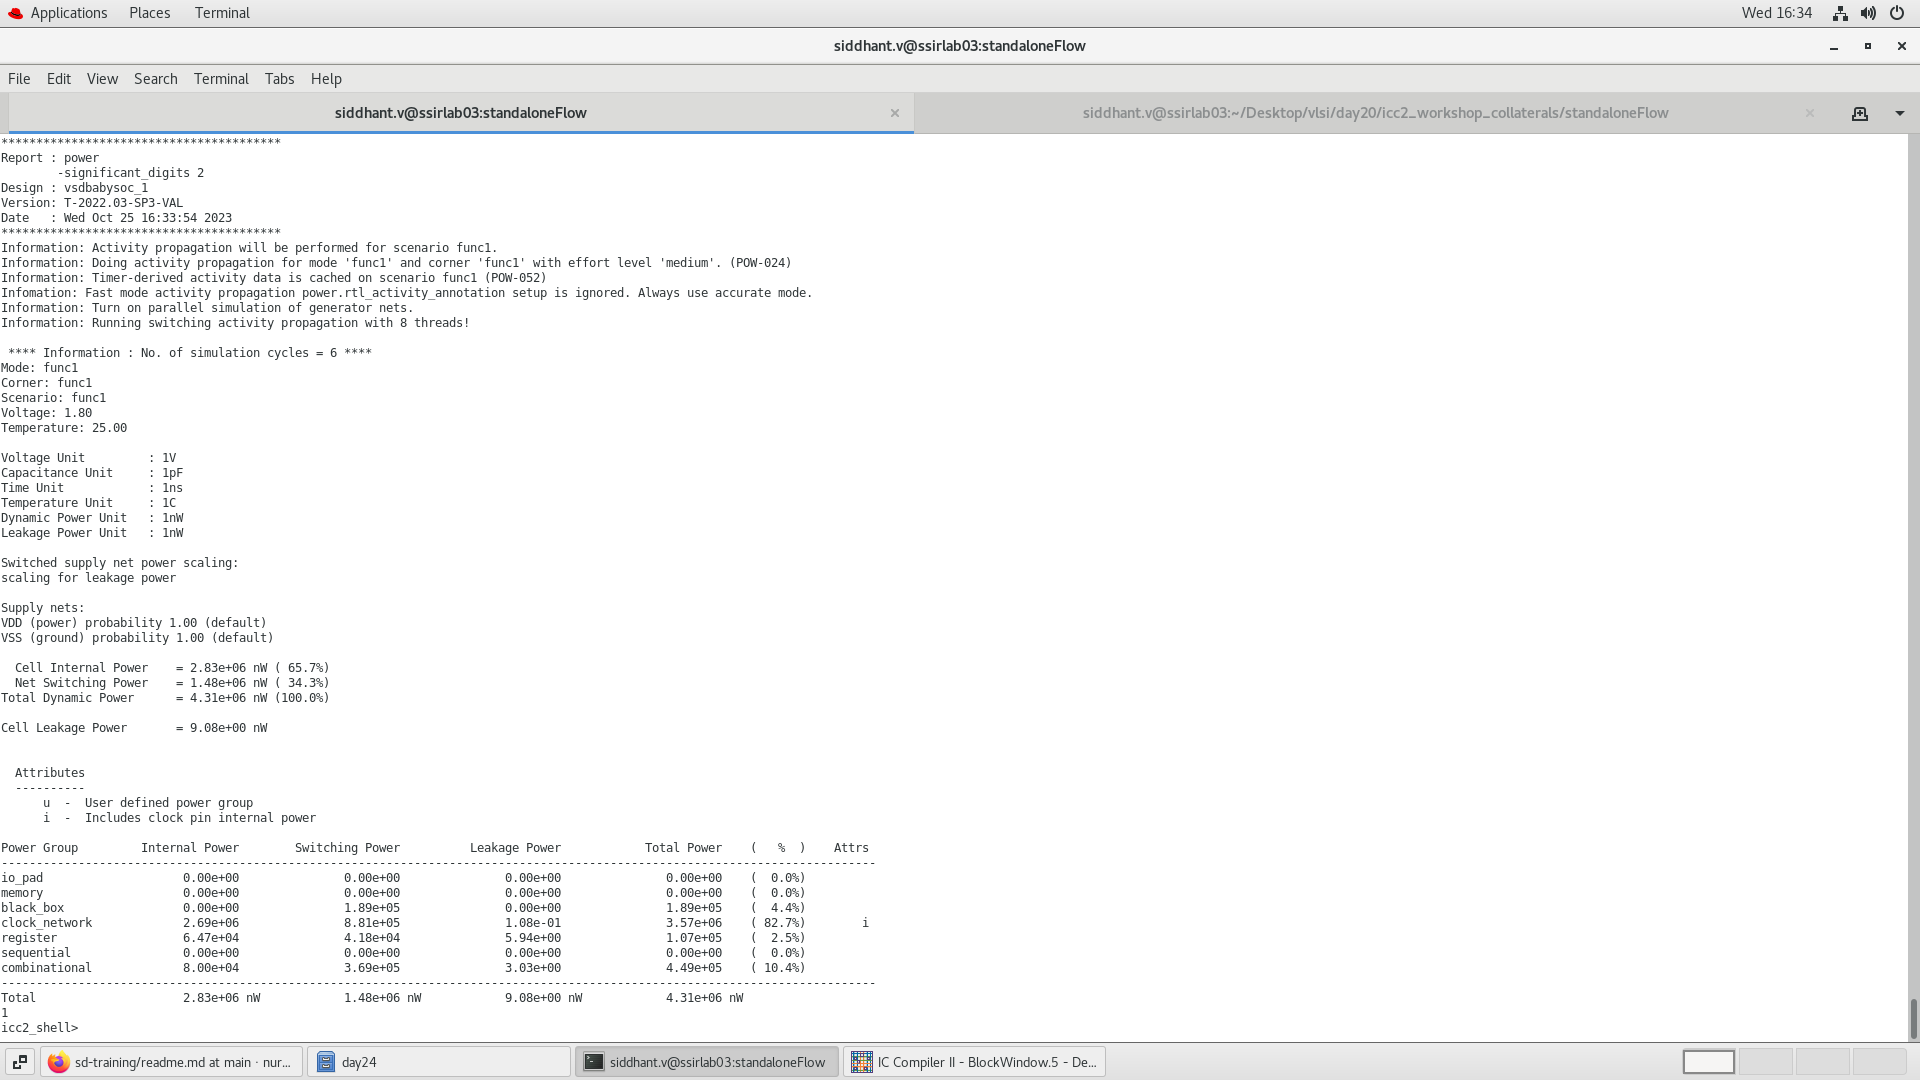 Applications Places Terminal Wed 16:34
siddhant.v@ssirlab03:standaloneFlow
File Edit View Search Terminal Tabs Help
siddhant.v@ssirlab03:standaloneFlow × siddhant.v@ssirlab03:~/Desktop/vlsi/day20/icc2_workshop_collaterals/standaloneFlow ×
****************************************
Report : power
        -significant_digits 2
Design : vsdbabysoc_1
Version: T-2022.03-SP3-VAL
Date   : Wed Oct 25 16:33:54 2023
****************************************
Information: Activity propagation will be performed for scenario func1.
Information: Doing activity propagation for mode 'func1' and corner 'func1' with effort level 'medium'. (POW-024)
Information: Timer-derived activity data is cached on scenario func1 (POW-052)
Infomation: Fast mode activity propagation power.rtl_activity_annotation setup is ignored. Always use accurate mode.
Information: Turn on parallel simulation of generator nets.
Information: Running switching activity propagation with 8 threads!
 **** Information : No. of simulation cycles = 6 ****
Mode: func1
Corner: func1
Scenario: func1
Voltage: 1.80
Temperature: 25.00
Voltage Unit         : 1V
Capacitance Unit     : 1pF
Time Unit            : 1ns
Temperature Unit     : 1C
Dynamic Power Unit   : 1nW
Leakage Power Unit   : 1nW
Switched supply net power scaling:
scaling for leakage power
Supply nets:
VDD (power) probability 1.00 (default)
VSS (ground) probability 1.00 (default)
  Cell Internal Power    = 2.83e+06 nW ( 65.7%)
  Net Switching Power    = 1.48e+06 nW ( 34.3%)
Total Dynamic Power      = 4.31e+06 nW (100.0%)
Cell Leakage Power       = 9.08e+00 nW
  Attributes
  ----------
      u  -  User defined power group
      i  -  Includes clock pin internal power
Power Group         Internal Power        Switching Power          Leakage Power            Total Power    (   %  )    Attrs
-----------------------------------------------------------------------------------------------------------------------------
io_pad                    0.00e+00               0.00e+00               0.00e+00               0.00e+00    (  0.0%)
memory                    0.00e+00               0.00e+00               0.00e+00               0.00e+00    (  0.0%)
black_box                 0.00e+00               1.89e+05               0.00e+00               1.89e+05    (  4.4%)
clock_network             2.69e+06               8.81e+05               1.08e-01               3.57e+06    ( 82.7%)        i
register                  6.47e+04               4.18e+04               5.94e+00               1.07e+05    (  2.5%)
sequential                0.00e+00               0.00e+00               0.00e+00               0.00e+00    (  0.0%)
combinational             8.00e+04               3.69e+05               3.03e+00               4.49e+05    ( 10.4%)
-----------------------------------------------------------------------------------------------------------------------------
Total                     2.83e+06 nW            1.48e+06 nW            9.08e+00 nW            4.31e+06 nW
1
icc2_shell>
sd-training/readme.md at main · nur... day24 siddhant.v@ssirlab03:standaloneFlow IC Compiler II - BlockWindow.5 - De...